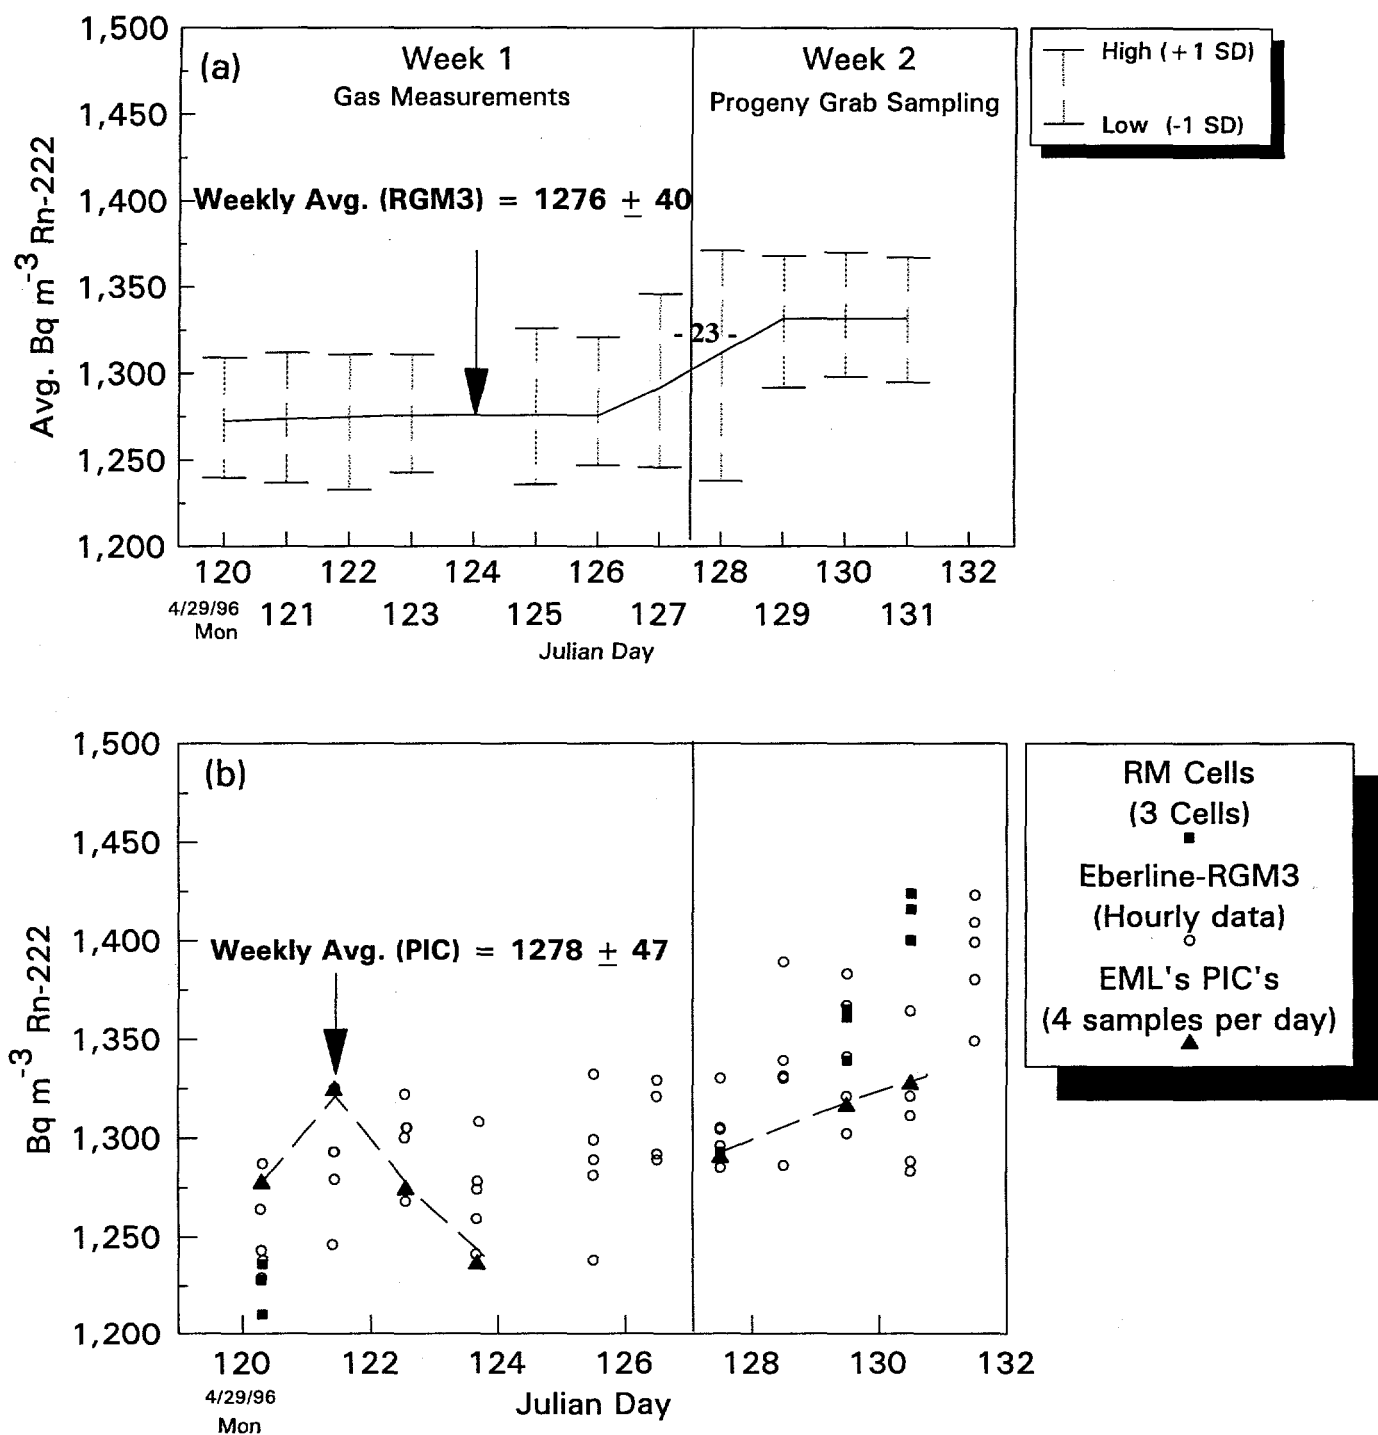 1,500
1,450
1,400
1,350
1,300
1,250
1,200
Avg. Bq m-3 Rn-222
(a)
Week 1
Gas Measurements
Week 2
Progeny Grab Sampling
High (+1 SD)
Low (-1 SD)
Weekly Avg. (RGM3) = 1276 ± 40
- 23 -
120 122 124 126 128 130 132
4/29/96 121 123 125 127 129 131
Mon
Julian Day
1,500
1,450
1,400
1,350
1,300
1,250
1,200
Bq m-3 Rn-222
(b)
Weekly Avg. (PIC) = 1278 ± 47
RM Cells
(3 Cells)
Eberline-RGM3
(Hourly data)
EML's PIC's
(4 samples per day)
120 122 124 126 128 130 132
4/29/96
Mon
Julian Day